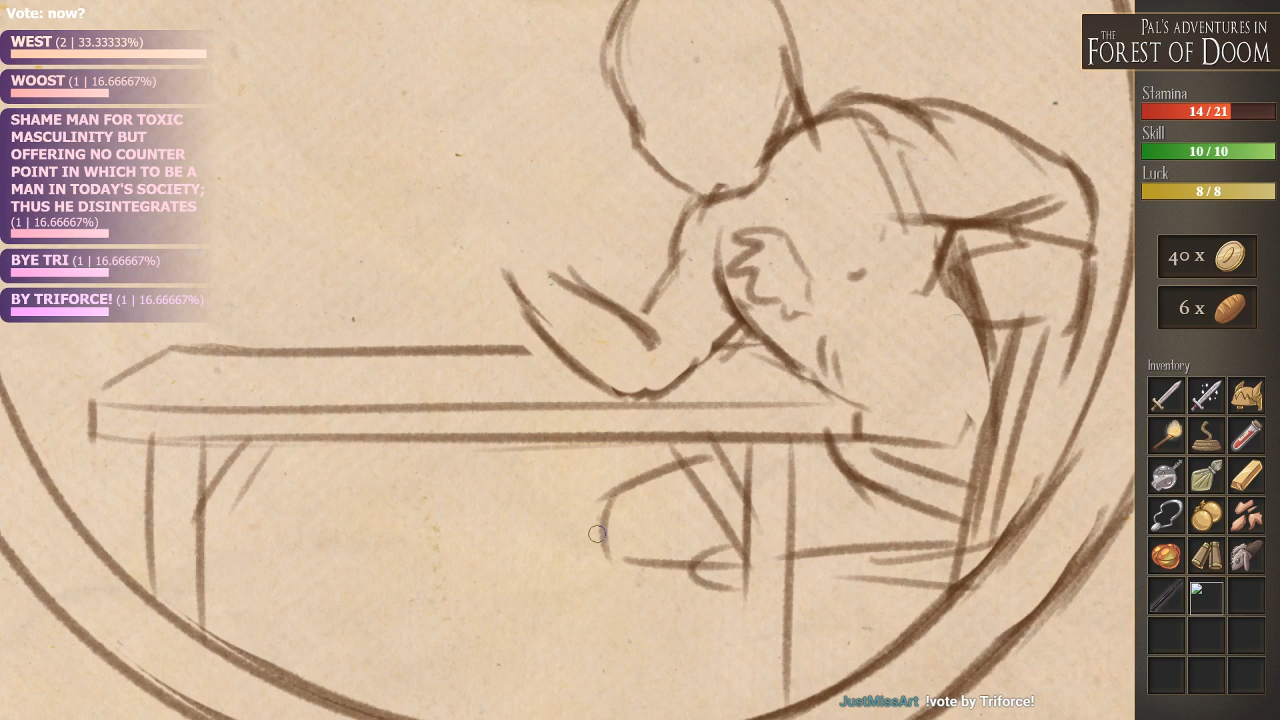 Vote: now?
WEST (2 | 33.33333%)
WOOST (1 | 16.66667%)
SHAME MAN FOR TOXIC
MASCULINITY BUT
OFFERING NO COUNTER
POINT IN WHICH TO BE A
MAN IN TODAY'S SOCIETY;
THUS HE DISINTEGRATES
(1 | 16.66667%)
BYE TRI (1 | 16.66667%)
BY TRIFORCE! (1 | 16.66667%)
PAL'S ADVENTURES IN
THE FOREST OF DOOM
Stamina
14 / 21
Skill
10 / 10
Luck
8 / 8
40 x
6 x
Inventory
JustMissArt !vote by Triforce!